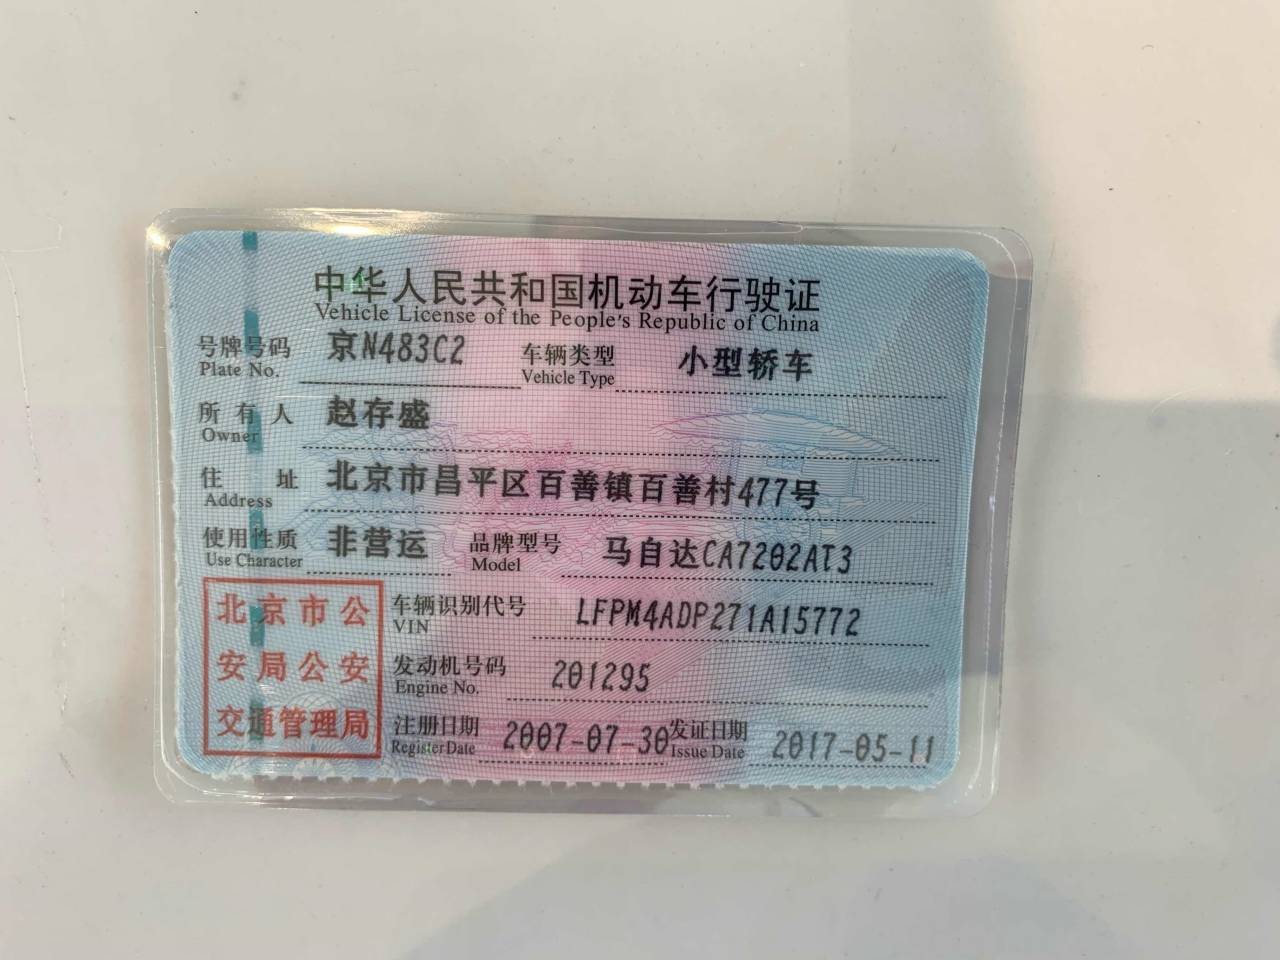 中华人民共和国机动车行驶证
Vehicle License of the People's Republic of China
号牌号码 京N483C2 车辆类型 小型轿车
Plate No. Vehicle Type
所有人 赵存盛
Owner
住址 北京市昌平区百善镇百善村477号
Address
使用性质 非营运 品牌型号 马自达CA7202AT3
Use Character Model
北京市公
安局公安
交通管理局
车辆识别代号 LFPM4ADP271A15772
VIN
发动机号码 201295
Engine No.
注册日期 2007-07-30 发证日期 2017-05-11
Register Date Issue Date